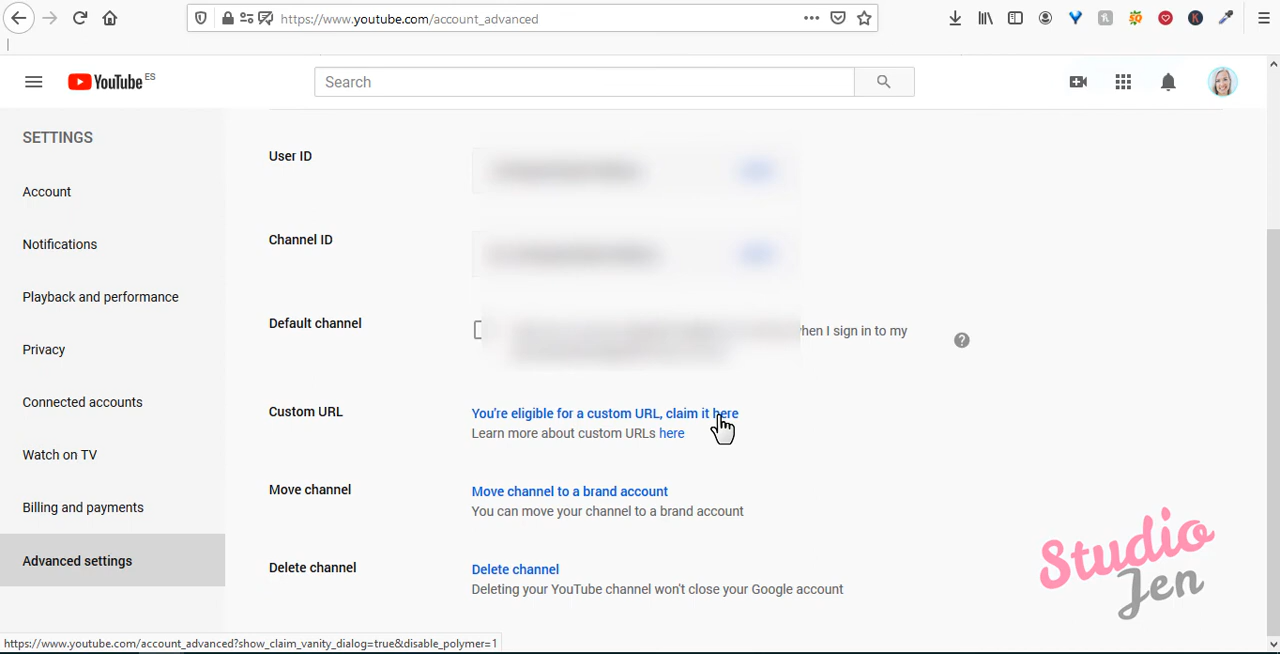 https://www.youtube.com/account_advanced
YouTube ES
Search
SETTINGS
Account
Notifications
Playback and performance
Privacy
Connected accounts
Watch on TV
Billing and payments
Advanced settings
User ID
Channel ID
Default channel
when I sign in to my
Custom URL
You're eligible for a custom URL, claim it here
Learn more about custom URLs here
Move channel
Move channel to a brand account
You can move your channel to a brand account
Delete channel
Delete channel
Deleting your YouTube channel won't close your Google account
Studio
Jen
https://www.youtube.com/account_advanced?show_claim_vanity_dialog=true&disable_polymer=1